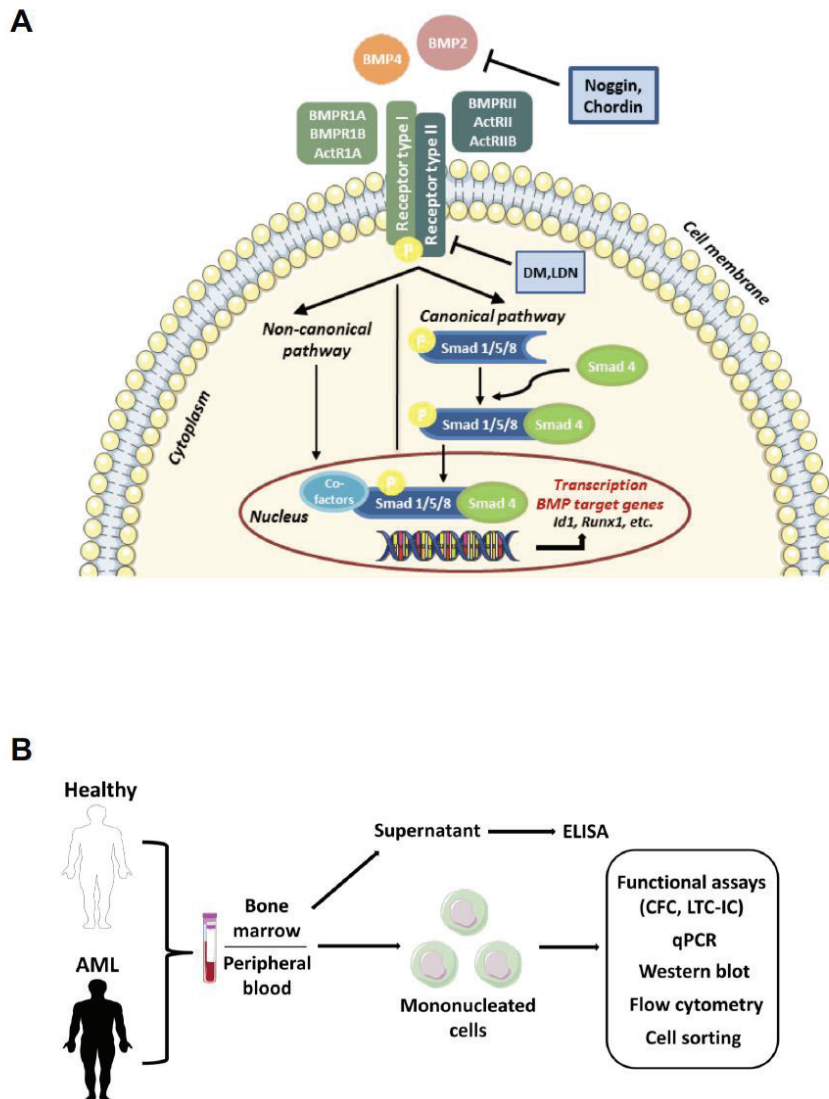 A
BMP4
BMP2
Noggin,
Chordin
BMPR1A
BMPR1B
ActR1A
Receptor type I
Receptor type II
BMPRII
ActRII
ActRIIB
P
DM,LDN
Cell membrane
Non-canonical
pathway
Canonical pathway
P
Smad 1/5/8
Smad 4
P
Smad 1/5/8
Smad 4
Cytoplasm
Co-
factors
P
Smad 1/5/8
Smad 4
Nucleus
Transcription
BMP target genes
Id1, Runx1, etc.
B
Healthy
AML
Bone
marrow
Peripheral
blood
Supernatant
ELISA
Mononucleated
cells
Functional assays
(CFC, LTC-IC)
qPCR
Western blot
Flow cytometry
Cell sorting